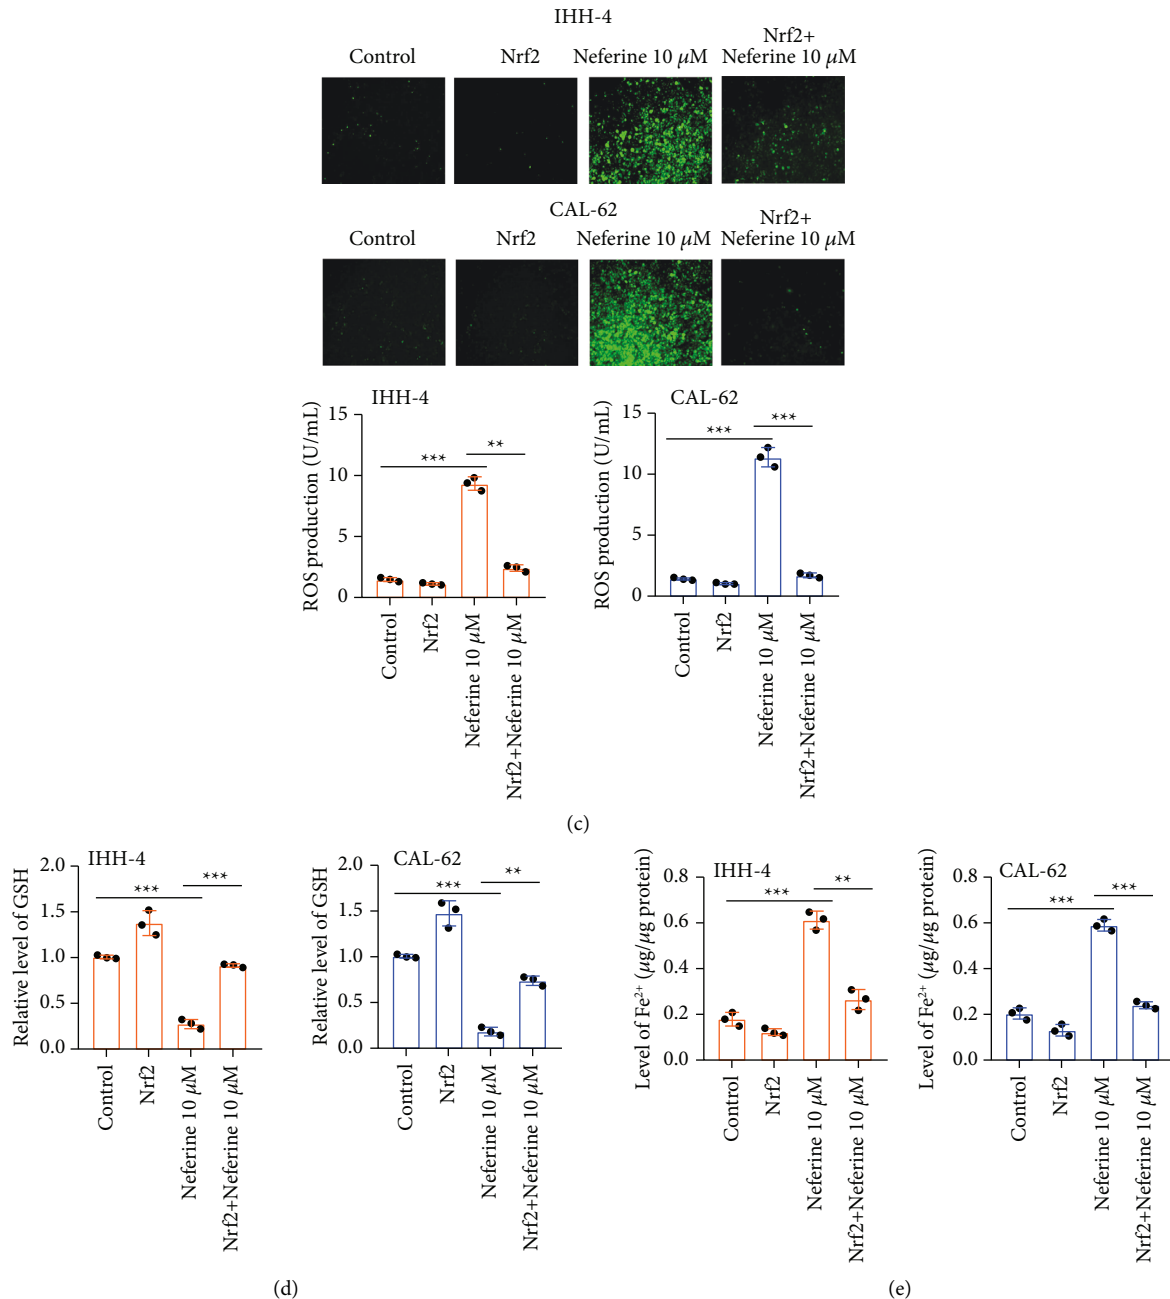 IHH-4
Control
Nrf2
Neferine 10 μM
Nrf2+
Neferine 10 μM
CAL-62
Control
Nrf2
Neferine 10 μM
Nrf2+
Neferine 10 μM
IHH-4
ROS production (U/mL)
15
10
5
0
***
**
Control
Nrf2
Neferine 10 μM
Nrf2+Neferine 10 μM
CAL-62
ROS production (U/mL)
15
10
5
0
***
***
Control
Nrf2
Neferine 10 μM
Nrf2+Neferine 10 μM
(c)
IHH-4
Relative level of GSH
2.0
1.5
1.0
0.5
0.0
***
***
Control
Nrf2
Neferine 10 μM
Nrf2+Neferine 10 μM
CAL-62
Relative level of GSH
2.0
1.5
1.0
0.5
0.0
***
**
Control
Nrf2
Neferine 10 μM
Nrf2+Neferine 10 μM
(d)
IHH-4
Level of Fe²⁺ (μg/μg protein)
0.8
0.6
0.4
0.2
0.0
***
**
Control
Nrf2
Neferine 10 μM
Nrf2+Neferine 10 μM
CAL-62
Level of Fe²⁺ (μg/μg protein)
0.8
0.6
0.4
0.2
0.0
***
***
Control
Nrf2
Neferine 10 μM
Nrf2+Neferine 10 μM
(e)